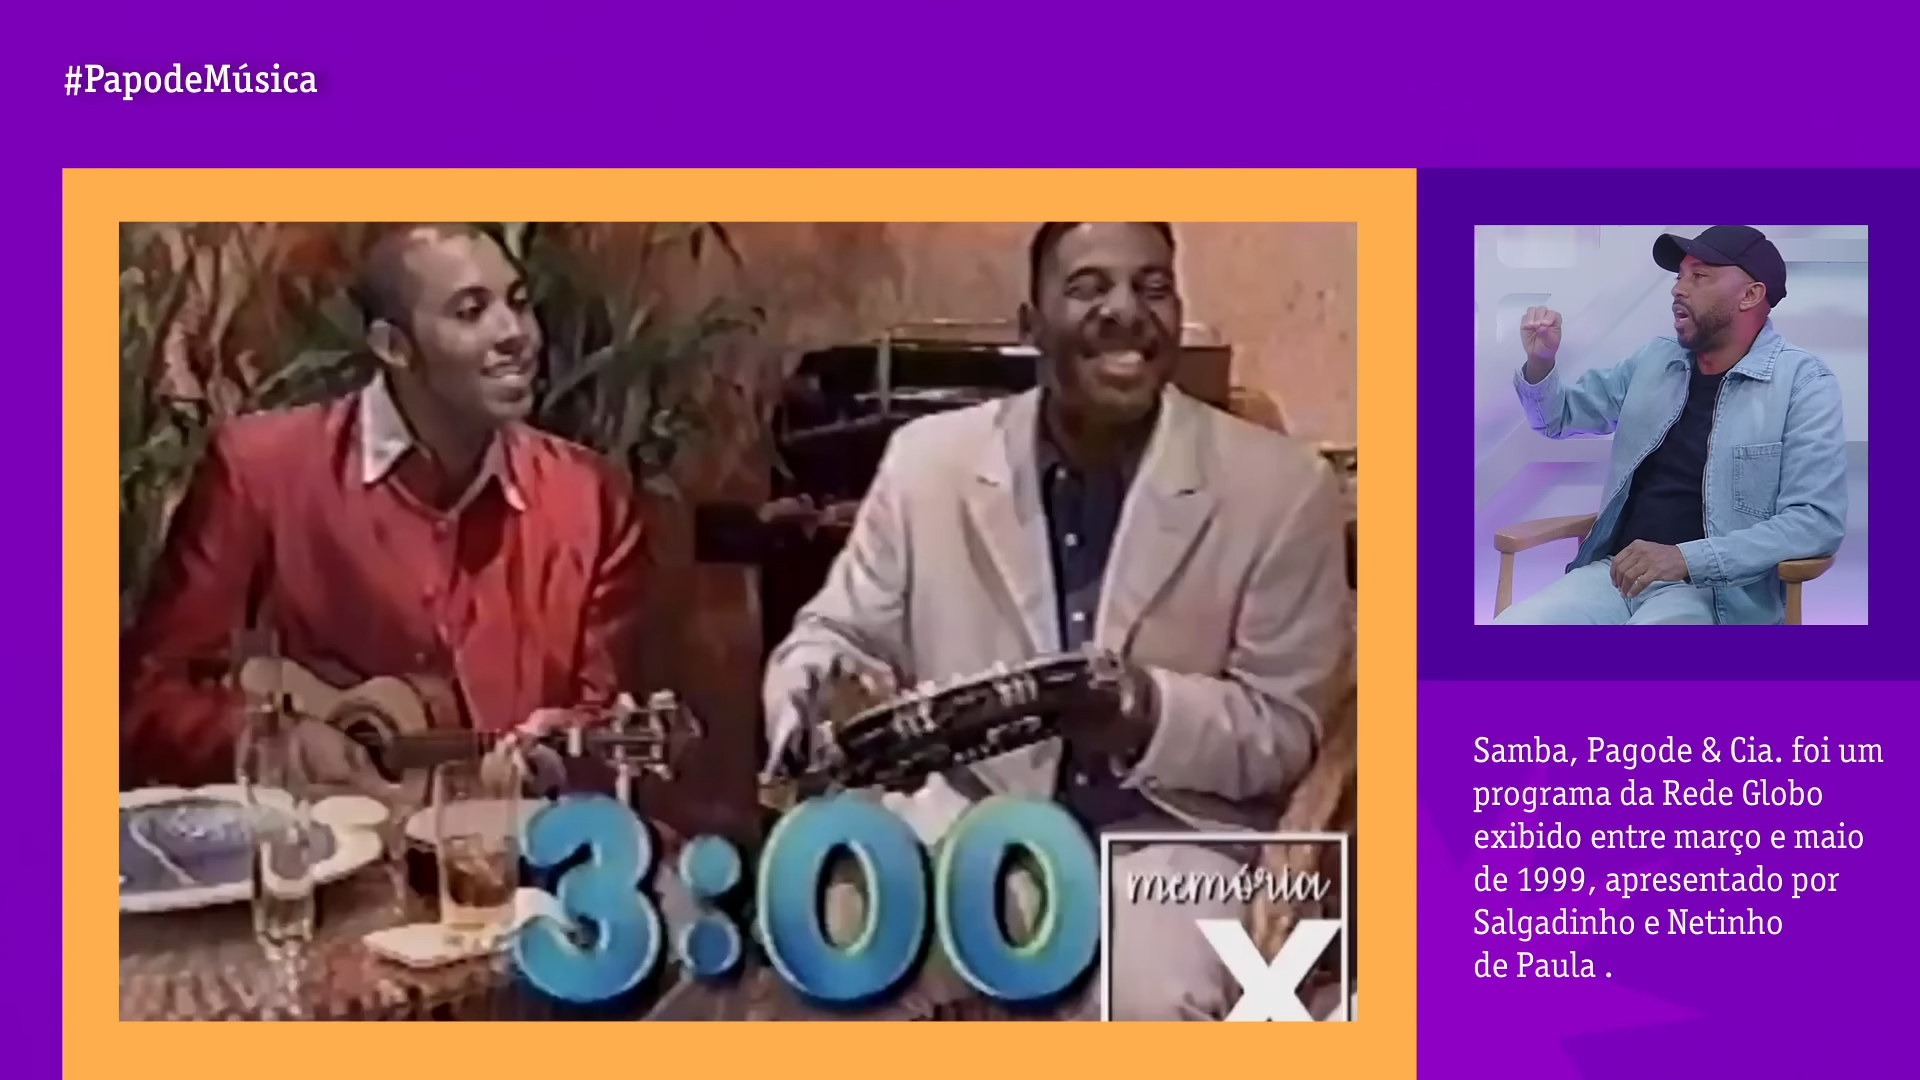 #PapodeMúsica
3:00
memória
X
Samba, Pagode & Cia. foi um
programa da Rede Globo
exibido entre março e maio
de 1999, apresentado por
Salgadinho e Netinho
de Paula .